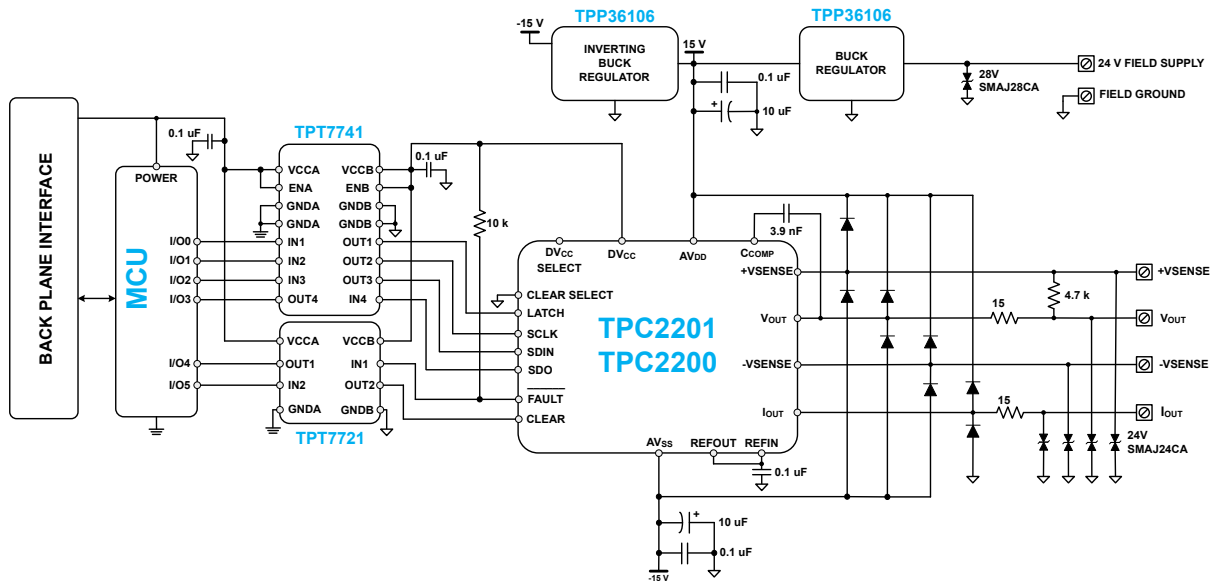 TPP36106
TPP36106
-15 V
15 V
INVERTING
BUCK
REGULATOR
BUCK
REGULATOR
24 V FIELD SUPPLY
28V
SMAJ28CA
FIELD GROUND
0.1 uF
+
10 uF
BACK PLANE INTERFACE
MCU
POWER
I/O0
I/O1
I/O2
I/O3
I/O4
I/O5
0.1 uF
TPT7741
VCCA
VCCB
ENA
ENB
GNDA
GNDB
GNDA
GNDB
IN1
OUT1
IN2
OUT2
IN3
OUT3
OUT4
IN4
0.1 uF
10 k
VCCA
VCCB
OUT1
IN1
IN2
OUT2
GNDA
GNDB
TPT7721
3.9 nF
DVCC
SELECT
DVCC
AVDD
CCOMP
CLEAR SELECT
LATCH
SCLK
SDIN
SDO
FAULT
CLEAR
TPC2201
TPC2200
+VSENSE
VOUT
-VSENSE
IOUT
AVSS
REFOUT
REFIN
0.1 uF
+
10 uF
0.1 uF
-15 V
15
4.7 k
15
+VSENSE
VOUT
-VSENSE
IOUT
24V
SMAJ24CA